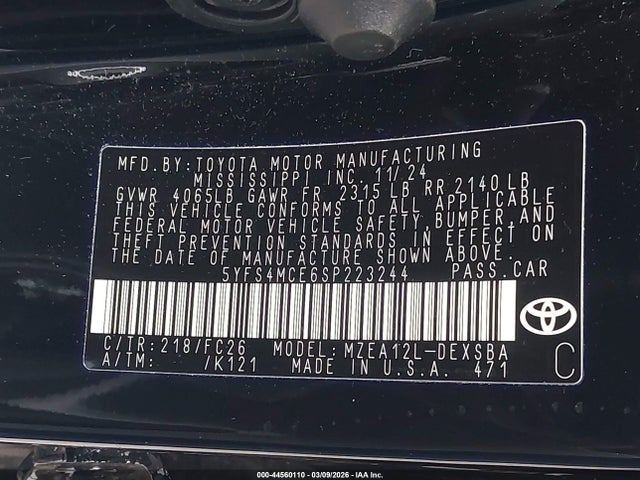 MFD.BY:TOYOTA MOTOR MANUFACTURING
MISSISSIPPI INC.11/24
GVWR 4065LB GAWR FR 2315 LB RR 2140 LB
THIS VEHICLE CONFORMS TO ALL APPLICABLE
FEDERAL MOTOR VEHICLE SAFETY,BUMPER,AND
THEFT PREVENTION STANDARDS IN EFFECT ON
THE DATE OF MANUFACTURE SHOWN ABOVE.
5YFS4MCE6SP223244 PASS.CAR
C/TR:218/FC26 MODEL:MZEA12L-DEXSBA
A/TM: /K121 MADE IN U.S.A. 471
C
000-44560110 - 03/09/2026 - IAA Inc.